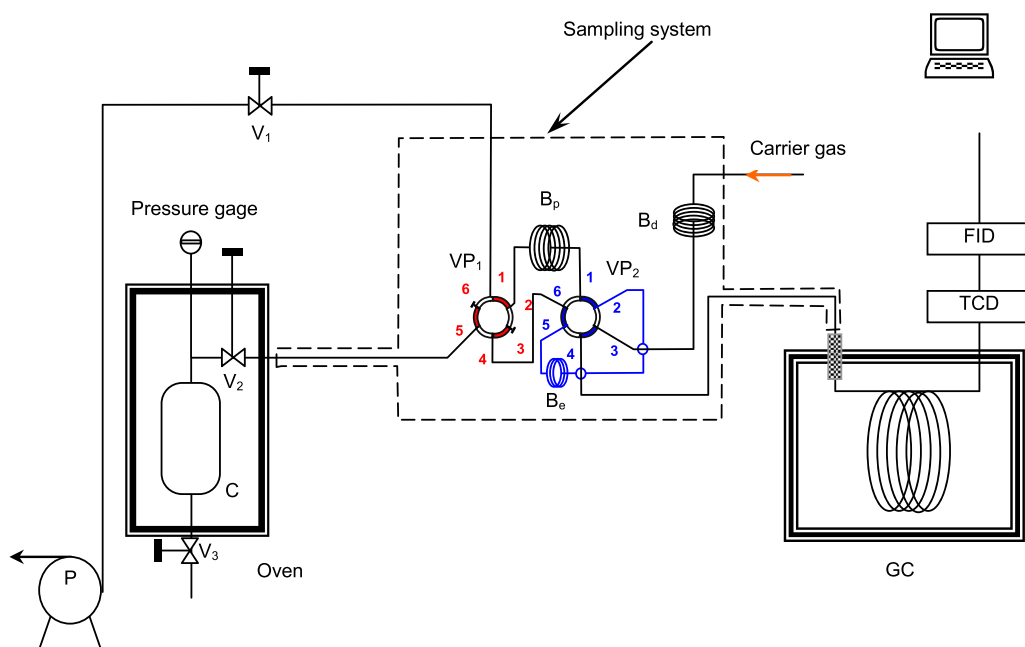 Sampling system
V1
Carrier gas
Pressure gage
Bp
Bd
FID
VP1
VP2
1
1
6
2
6
2
5
5
TCD
3
3
4
4
V2
Be
C
V3
P
Oven
GC